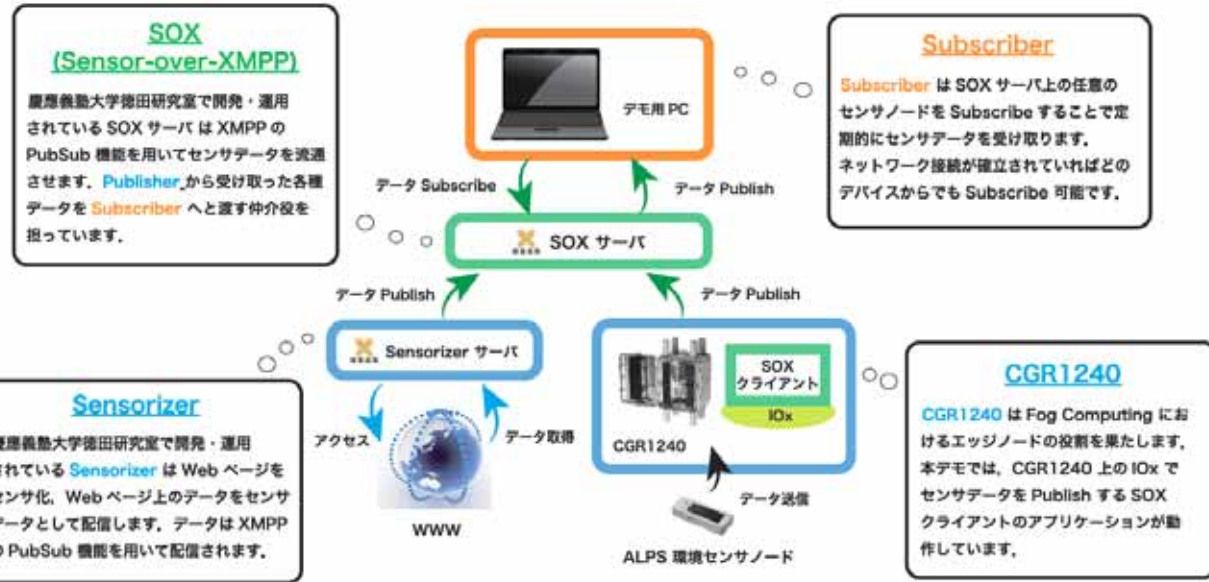 SOX
(Sensor-over-XMPP)
慶應義塾大学徳田研究室で開発・運用
されている SOX サーバ は XMPP の
PubSub 機能を用いてセンサデータを流通
させます．Publisher から受け取った各種
データを Subscriber へと渡す仲介役を
担っています．
デモ用 PC
Subscriber
Subscriber は SOX サーバ上の任意の
センサノードを Subscribe することで定
期的にセンサデータを受け取ります．
ネットワーク接続が確立されていればどの
デバイスからでも Subscribe 可能です．
データ Subscribe
データ Publish
SOX サーバ
データ Publish
データ Publish
Sensorizer サーバ
アクセス
データ取得
WWW
SOX
クライアント
IOx
CGR1240
データ送信
ALPS 環境センサノード
Sensorizer
慶應義塾大学徳田研究室で開発・運用
されている Sensorizer は Web ページを
センサ化，Web ページ上のデータをセンサ
データとして配信します．データは XMPP
の PubSub 機能を用いて配信されます．
CGR1240
CGR1240 は Fog Computing にお
けるエッジノードの役割を果たします．
本デモでは，CGR1240 上の IOx で
センサデータを Publish する SOX
クライアントのアプリケーションが動
作しています．